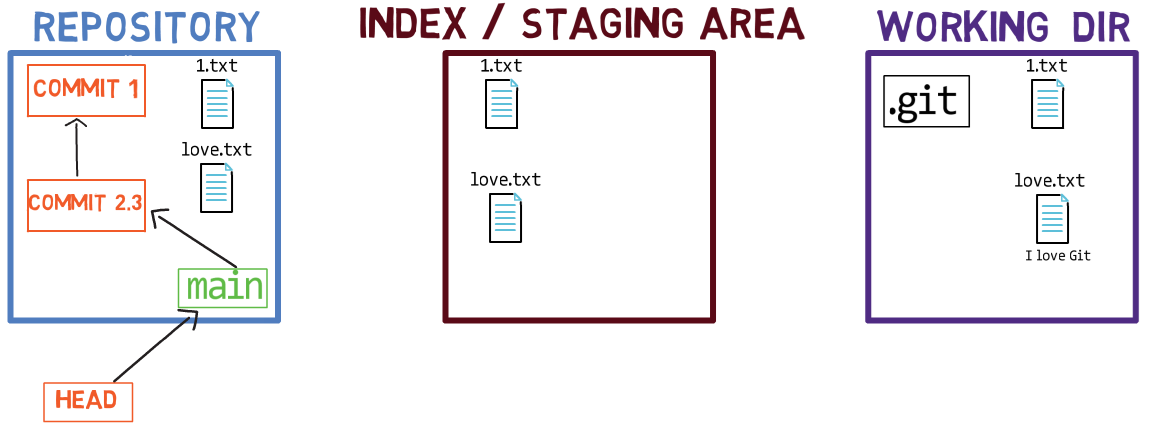 REPOSITORY
INDEX / STAGING AREA
WORKING DIR
COMMIT 1
1.txt
love.txt
COMMIT 2.3
main
HEAD
1.txt
love.txt
.git
1.txt
love.txt
I love Git